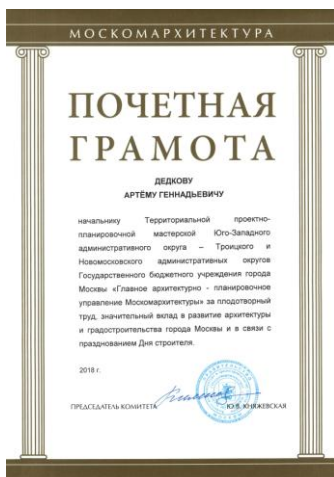 МОСКОМАРХИТЕКТУРА
ПОЧЕТНАЯ
ГРАМОТА
ДЕДКОВУ
АРТЁМУ ГЕННАДЬЕВИЧУ
начальнику Территориальной проектно-
планировочной мастерской Юго-Западного
административного округа – Троицкого и
Новомосковского административных округов
Государственного бюджетного учреждения города
Москвы «Главное архитектурно - планировочное
управление Москомархитектуры» за плодотворный
труд, значительный вклад в развитие архитектуры
и градостроительства города Москвы и в связи с
празднованием Дня строителя.
2018 г.
ПРЕДСЕДАТЕЛЬ КОМИТЕТА Ю.В. КНЯЖЕВСКАЯ